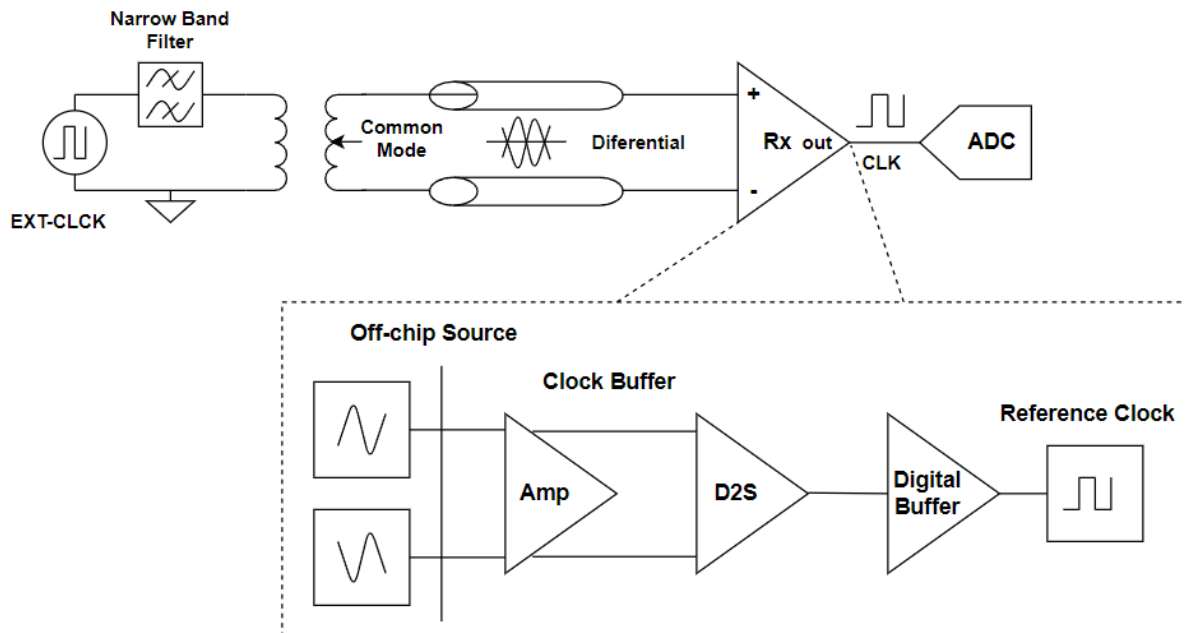 Narrow Band
Filter
EXT-CLCK
Common
Mode
Diferential
+
-
Rx out
CLK
ADC
Off-chip Source
Clock Buffer
Reference Clock
Amp
D2S
Digital
Buffer